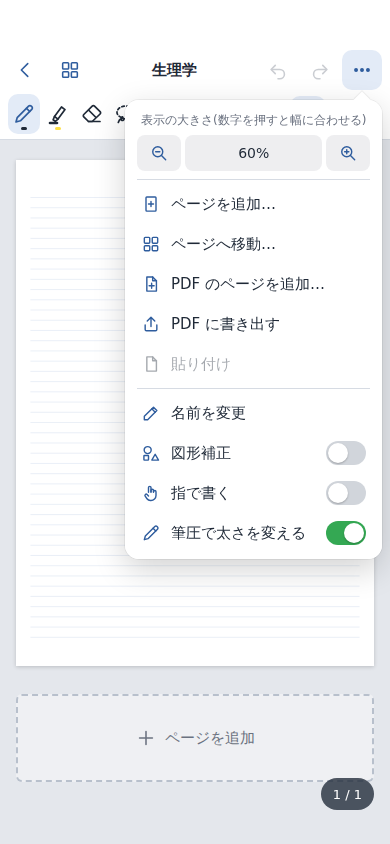 生理学
表示の大きさ(数字を押すと幅に合わせる)
60%
ページを追加…
ページへ移動…
PDF のページを追加…
PDF に書き出す
貼り付け
名前を変更
図形補正
指で書く
筆圧で太さを変える
ページを追加
1 / 1